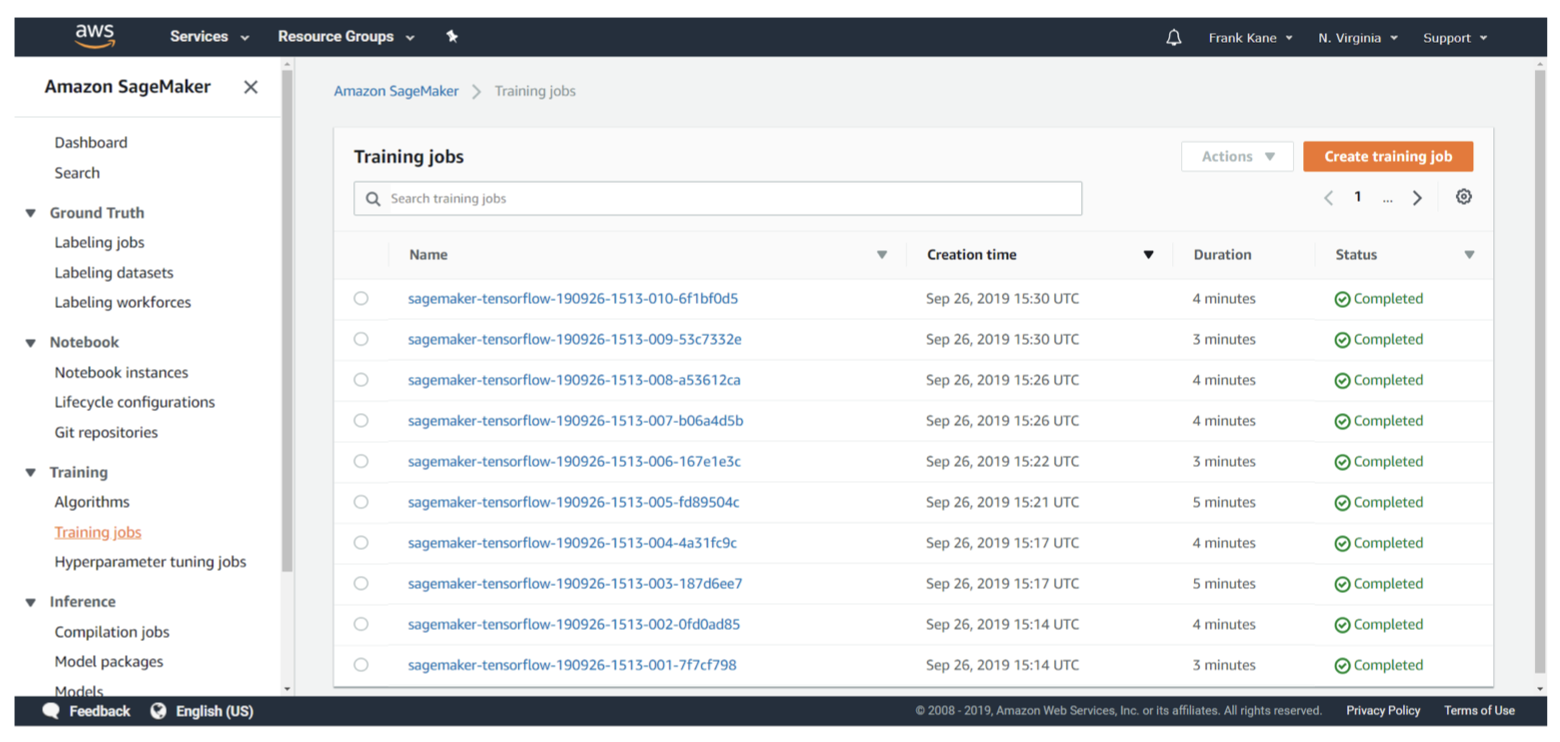 aws Services Resource Groups Frank Kane N. Virginia Support
Amazon SageMaker
Dashboard
Search
Ground Truth
Labeling jobs
Labeling datasets
Labeling workforces
Notebook
Notebook instances
Lifecycle configurations
Git repositories
Training
Algorithms
Training jobs
Hyperparameter tuning jobs
Inference
Compilation jobs
Model packages
Models
Amazon SageMaker > Training jobs
Training jobs Actions Create training job
Search training jobs 1 ...
Name Creation time Duration Status
sagemaker-tensorflow-190926-1513-010-6f1bf0d5 Sep 26, 2019 15:30 UTC 4 minutes Completed
sagemaker-tensorflow-190926-1513-009-53c7332e Sep 26, 2019 15:30 UTC 3 minutes Completed
sagemaker-tensorflow-190926-1513-008-a53612ca Sep 26, 2019 15:26 UTC 4 minutes Completed
sagemaker-tensorflow-190926-1513-007-b06a4d5b Sep 26, 2019 15:26 UTC 4 minutes Completed
sagemaker-tensorflow-190926-1513-006-167e1e3c Sep 26, 2019 15:22 UTC 3 minutes Completed
sagemaker-tensorflow-190926-1513-005-fd89504c Sep 26, 2019 15:21 UTC 5 minutes Completed
sagemaker-tensorflow-190926-1513-004-4a31fc9c Sep 26, 2019 15:17 UTC 4 minutes Completed
sagemaker-tensorflow-190926-1513-003-187d6ee7 Sep 26, 2019 15:17 UTC 5 minutes Completed
sagemaker-tensorflow-190926-1513-002-0fd0ad85 Sep 26, 2019 15:14 UTC 4 minutes Completed
sagemaker-tensorflow-190926-1513-001-7f7cf798 Sep 26, 2019 15:14 UTC 3 minutes Completed
Feedback English (US) © 2008 - 2019, Amazon Web Services, Inc. or its affiliates. All rights reserved. Privacy Policy Terms of Use